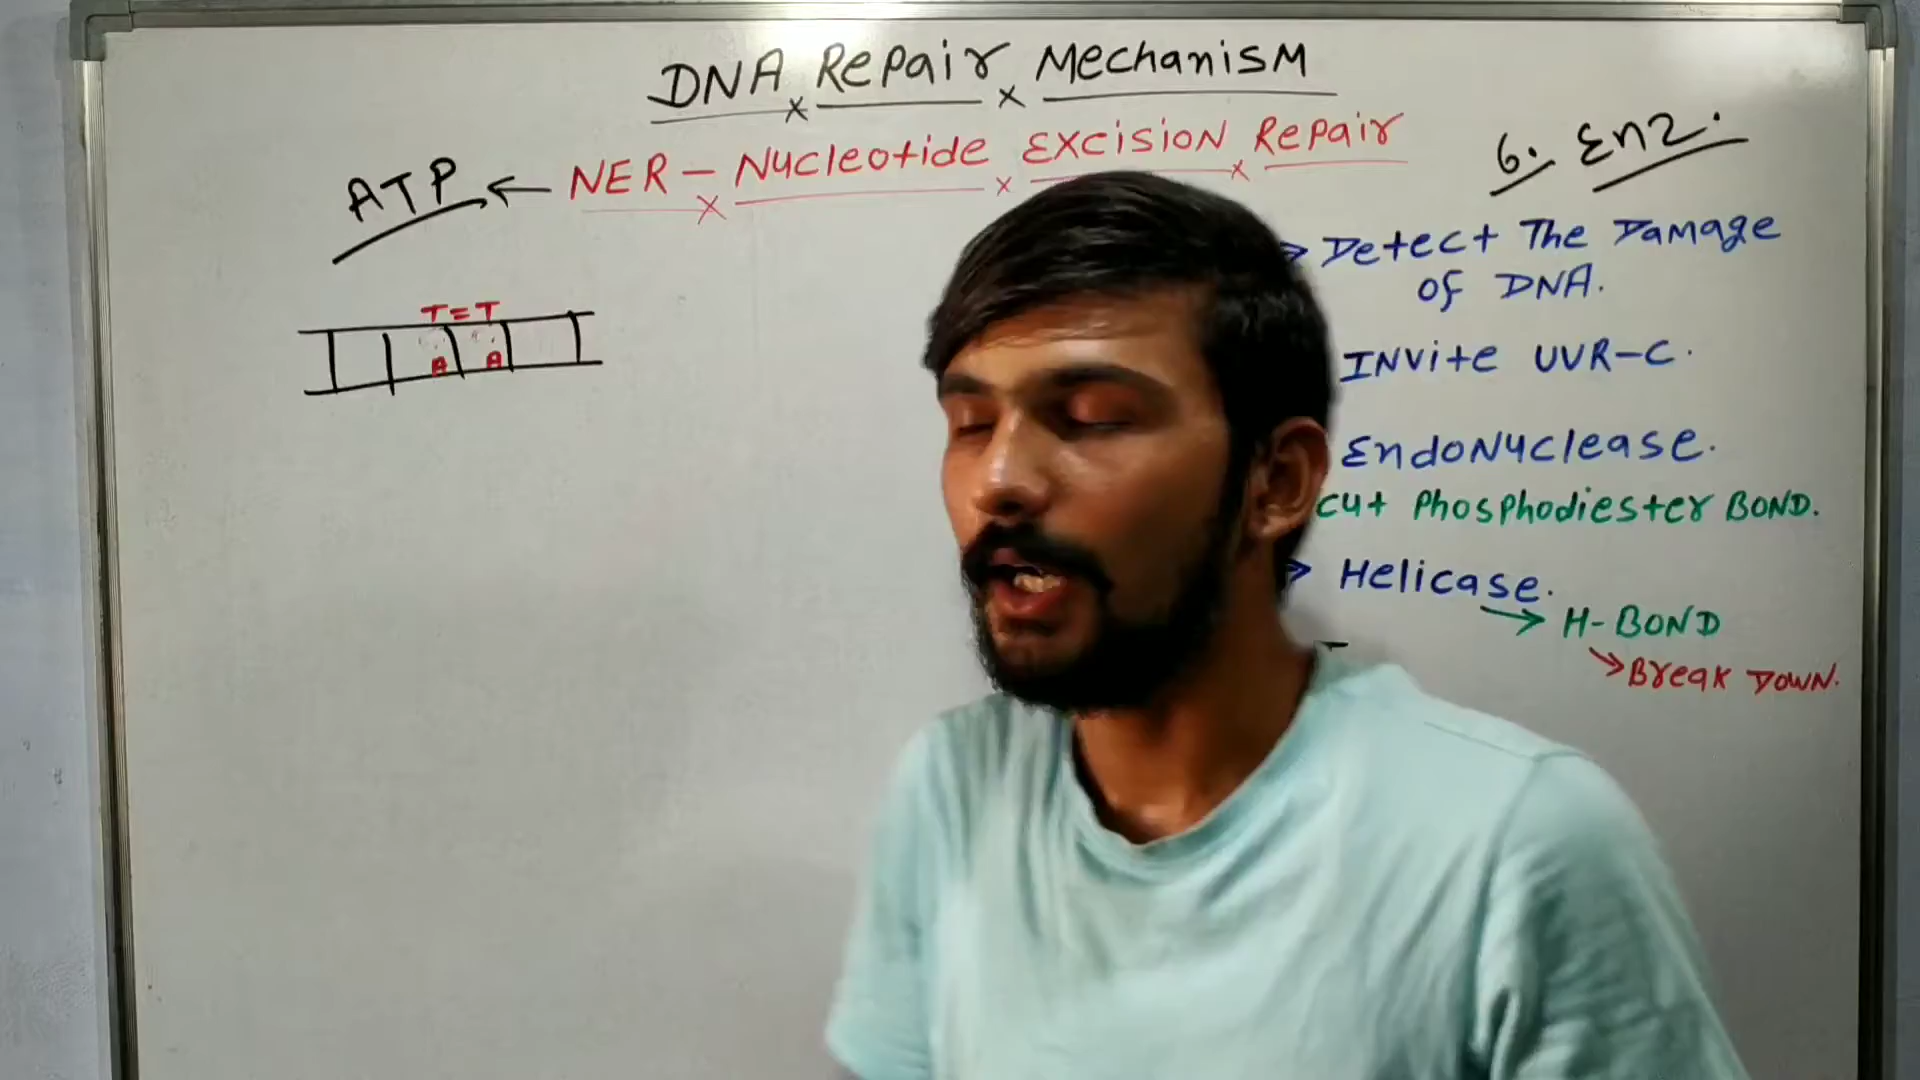 DNA Repair Mechanism
ATP ← NER - Nucleotide Excision Repair
6. Enz.
Detect The Damage
of DNA.
T = T
A A
Invite UVR-C.
Endonuclease.
cut Phosphodiester BOND.
Helicase.
→ H-BOND
→ Break Down.